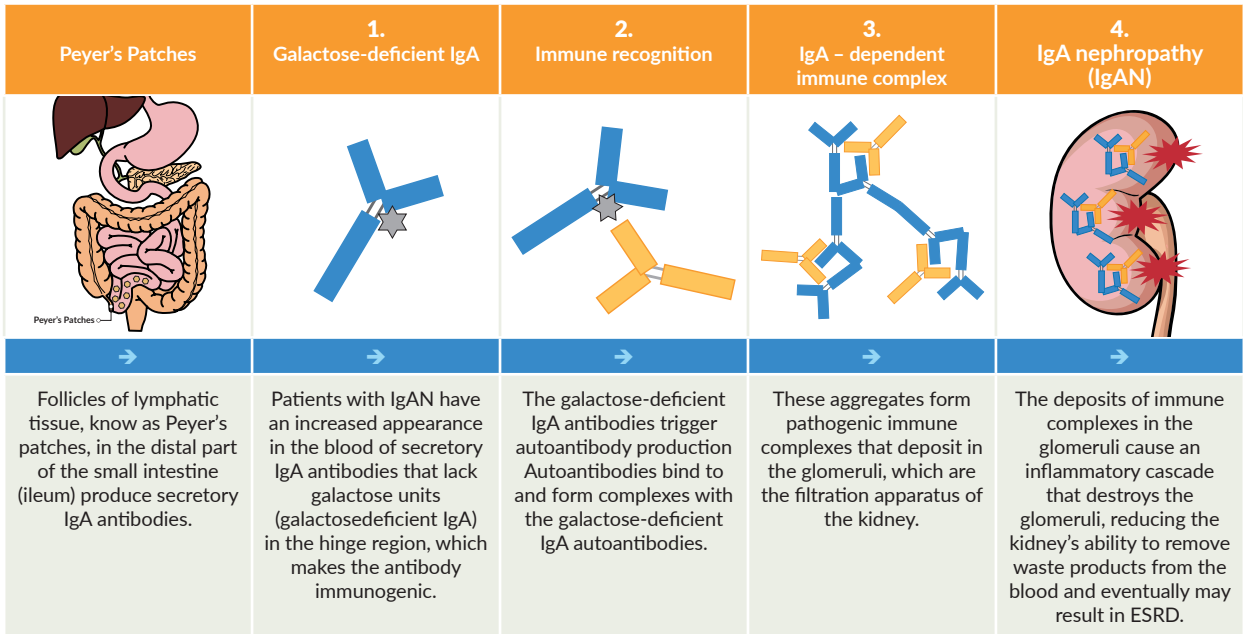 Peyer's Patches
1.
Galactose-deficient IgA
2.
Immune recognition
3.
IgA – dependent
immune complex
4.
IgA nephropathy
(IgAN)
Peyer's Patches
Follicles of lymphatic
tissue, know as Peyer's
patches, in the distal part
of the small intestine
(ileum) produce secretory
IgA antibodies.
Patients with IgAN have
an increased appearance
in the blood of secretory
IgA antibodies that lack
galactose units
(galactosedeficient IgA)
in the hinge region, which
makes the antibody
immunogenic.
The galactose-deficient
IgA antibodies trigger
autoantibody production
Autoantibodies bind to
and form complexes with
the galactose-deficient
IgA autoantibodies.
These aggregates form
pathogenic immune
complexes that deposit in
the glomeruli, which are
the filtration apparatus of
the kidney.
The deposits of immune
complexes in the
glomeruli cause an
inflammatory cascade
that destroys the
glomeruli, reducing the
kidney's ability to remove
waste products from the
blood and eventually may
result in ESRD.